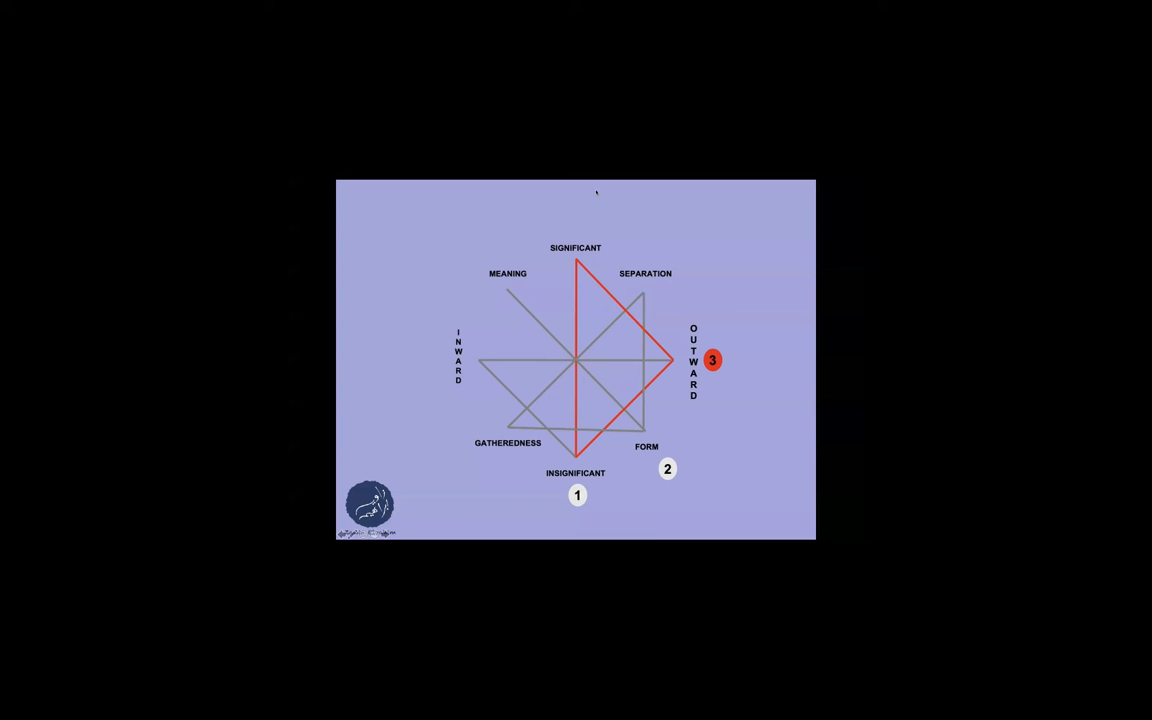 SIGNIFICANT
MEANING
SEPARATION
INWARD
OUTWARD
3
GATHEREDNESS
FORM
2
INSIGNIFICANT
1